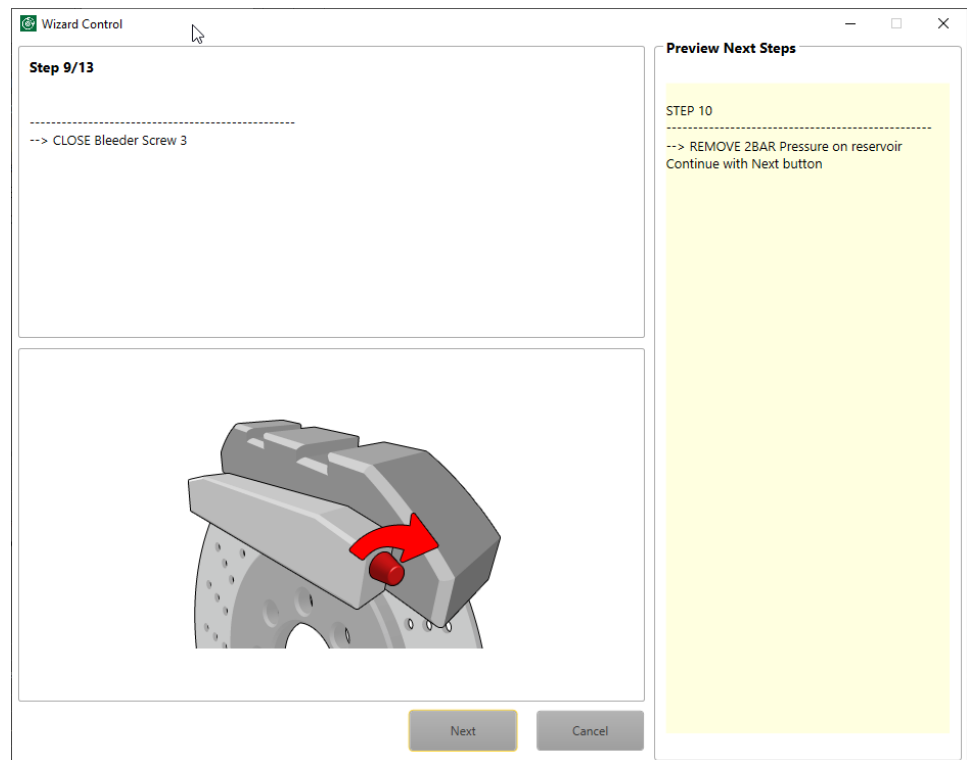 Wizard Control
Step 9/13
--------------------------------------------------
--> CLOSE Bleeder Screw 3
Next
Cancel
Preview Next Steps
STEP 10
--------------------------------------------------
--> REMOVE 2BAR Pressure on reservoir
Continue with Next button